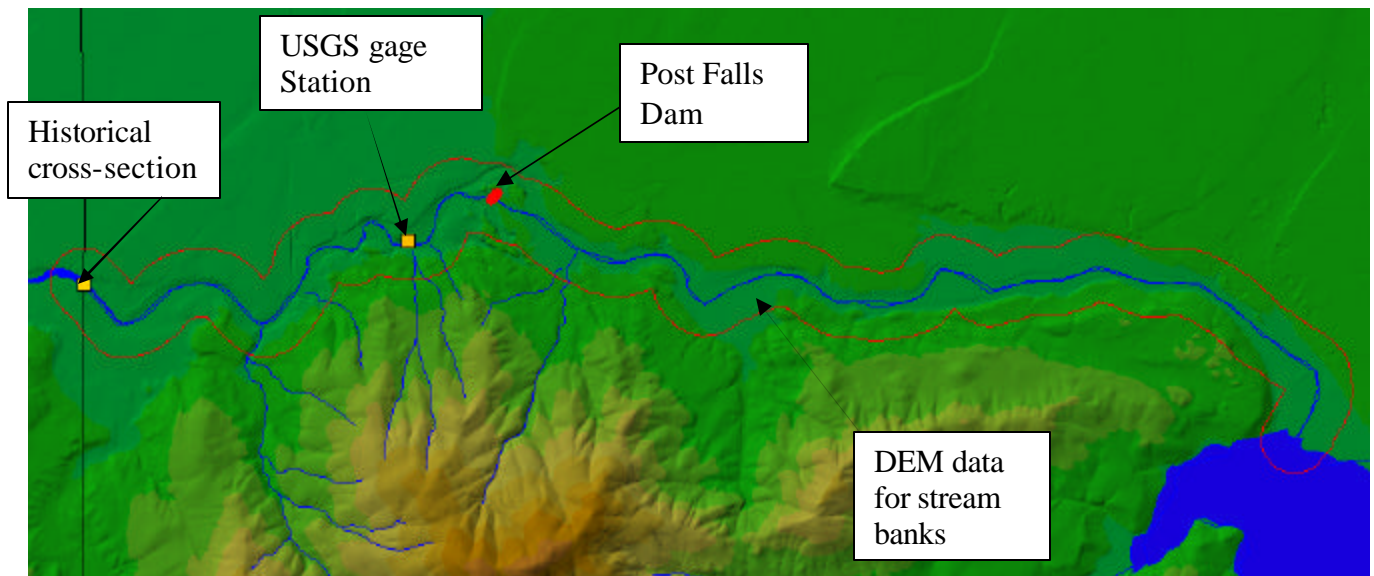 USGS gage
Station
Post Falls
Dam
Historical
cross-section
DEM data
for stream
banks